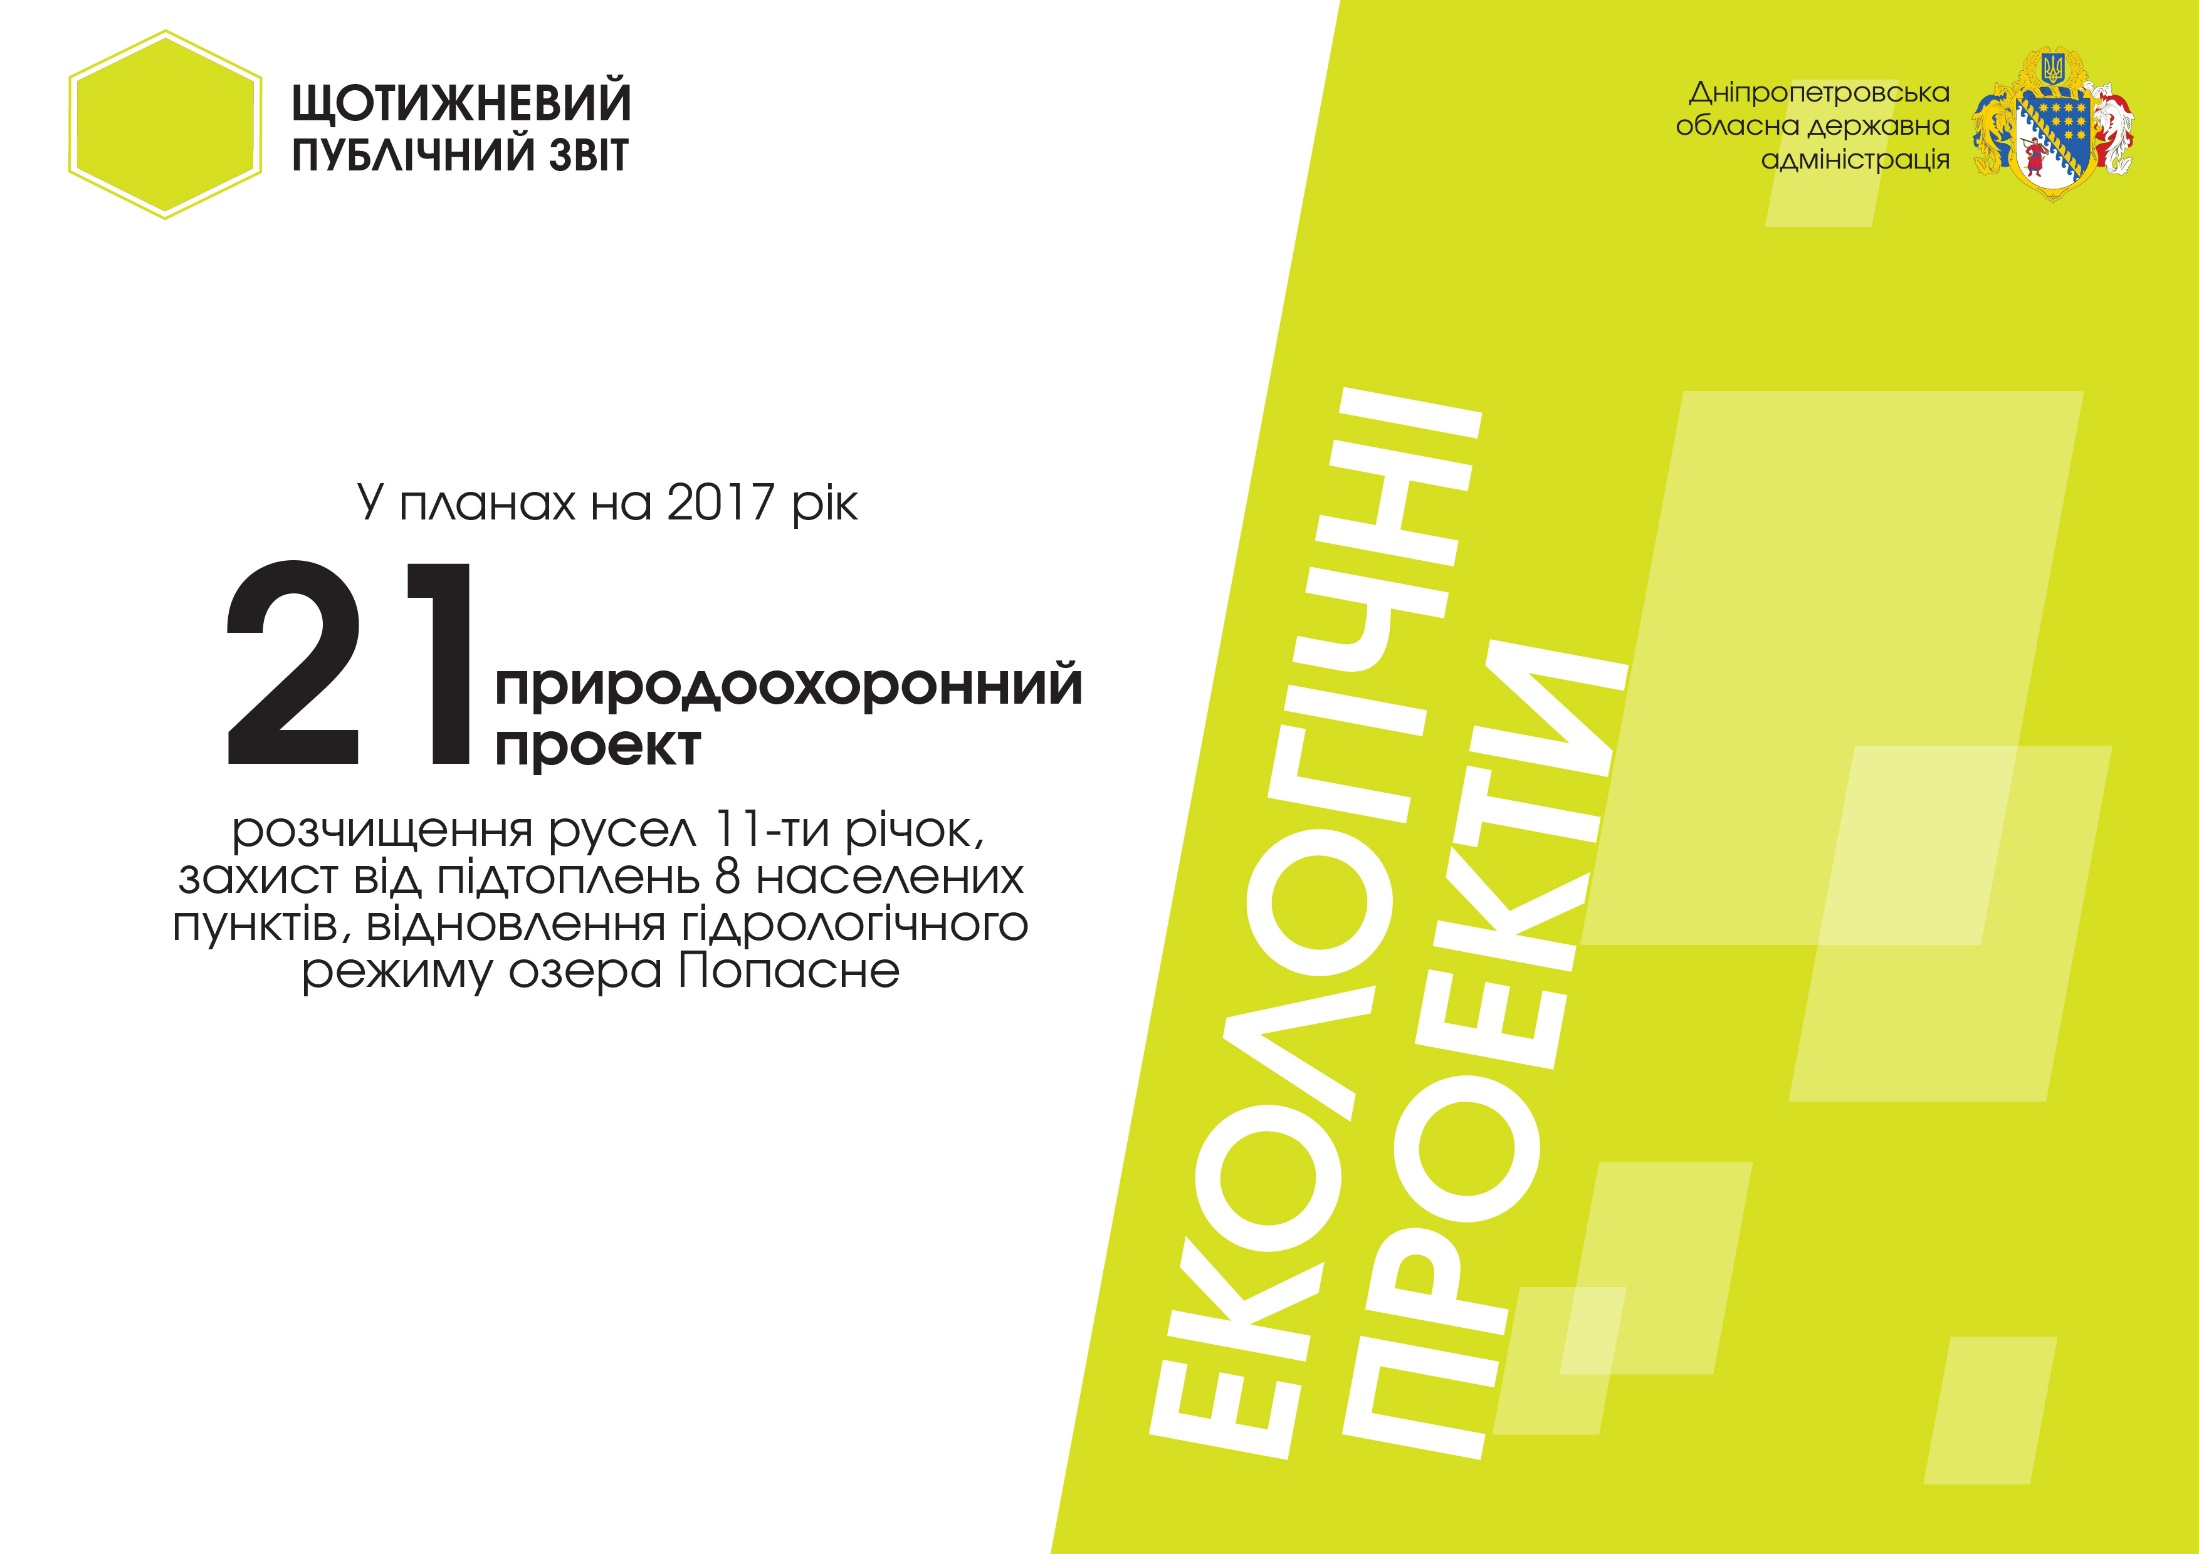 ЩОТИЖНЕВИЙ
ПУБЛІЧНИЙ ЗВІТ
Дніпропетровська
обласна державна
адміністрація
У планах на 2017 рік
21 природоохоронний
проект
розчищення русел 11-ти річок,
захист від підтоплень 8 населених
пунктів, відновлення гідрологічного
режиму озера Попасне
ЕКОЛОГІЧНІ
ПРОЕКТИ